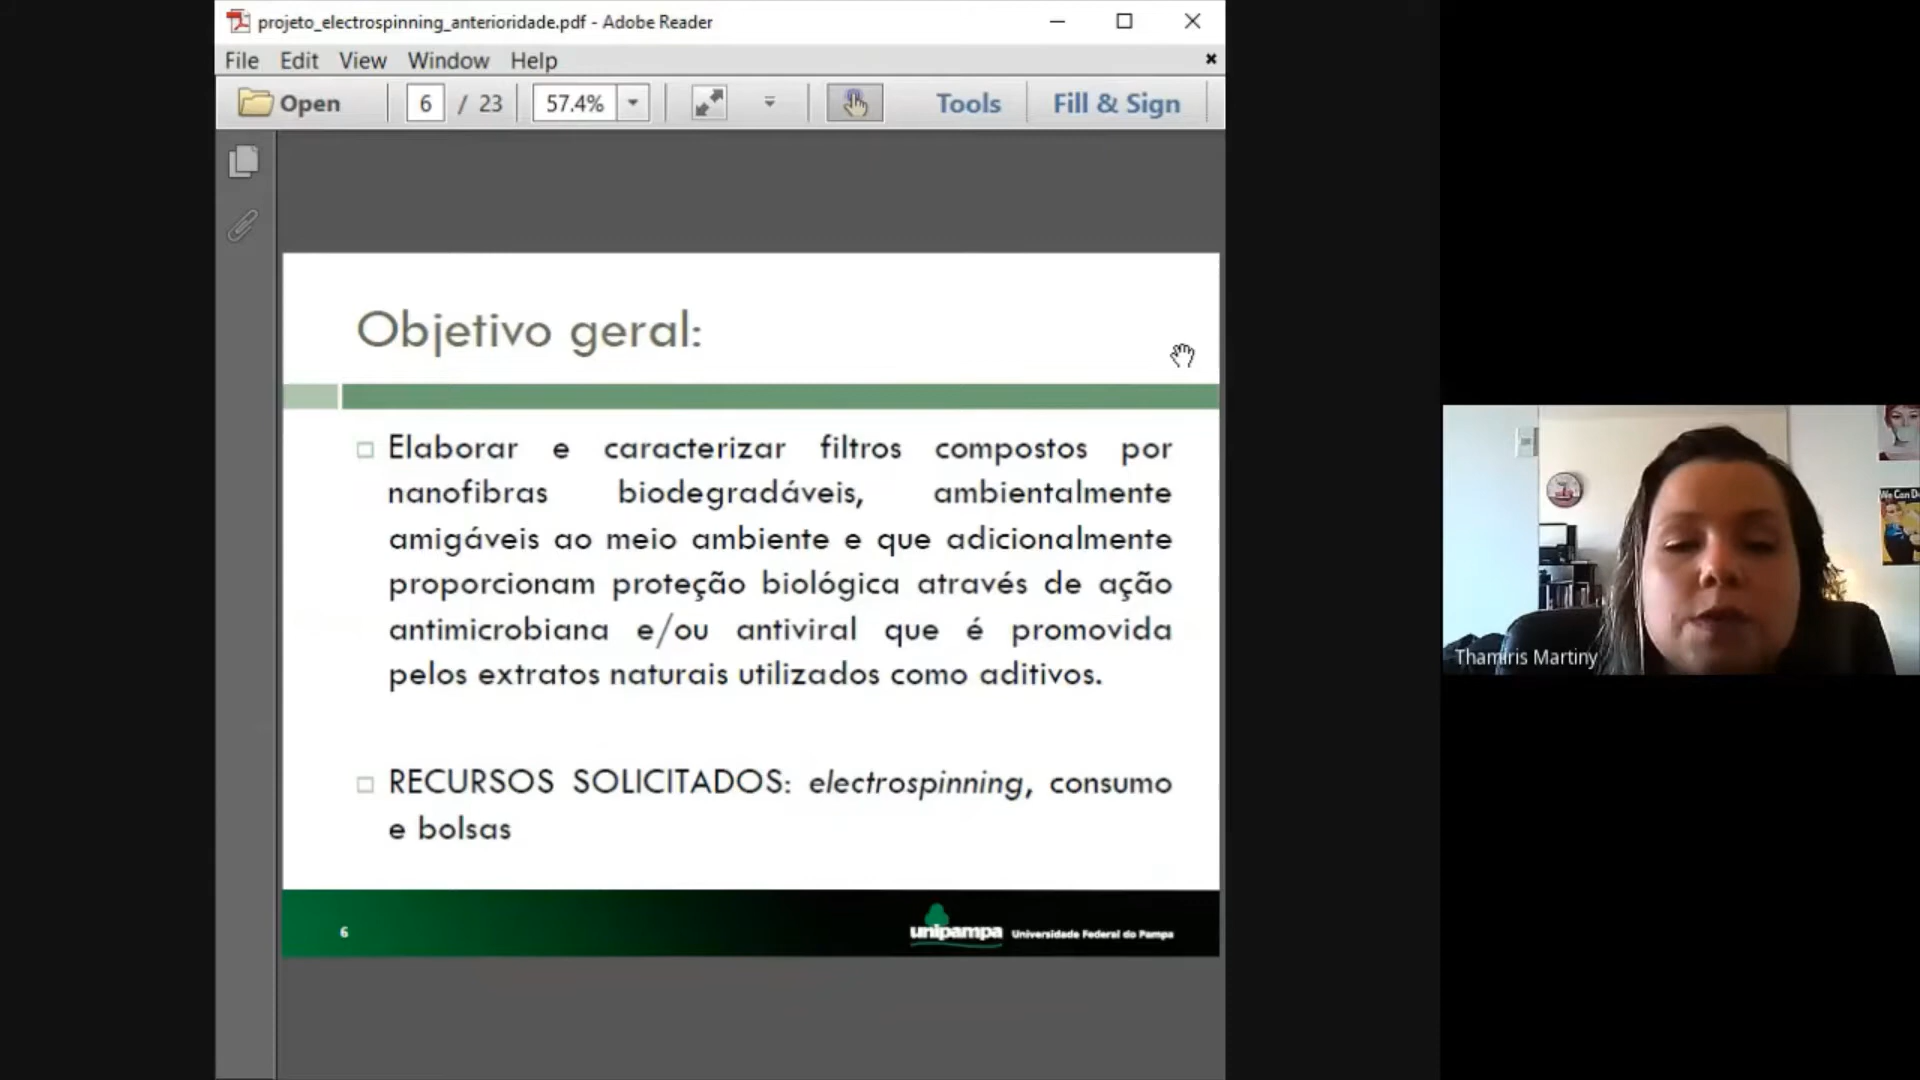 projeto_electrospinning_anterioridade.pdf - Adobe Reader
File Edit View Window Help
Open 6 / 23 57.4% Tools Fill & Sign
Objetivo geral:
Elaborar e caracterizar filtros compostos por
nanofibras biodegradáveis, ambientalmente
amigáveis ao meio ambiente e que adicionalmente
proporcionam proteção biológica através de ação
antimicrobiana e/ou antiviral que é promovida
pelos extratos naturais utilizados como aditivos.
RECURSOS SOLICITADOS: electrospinning, consumo
e bolsas
6
unipampa Universidade Federal do Pampa
We Can D
Thamiris Martiny